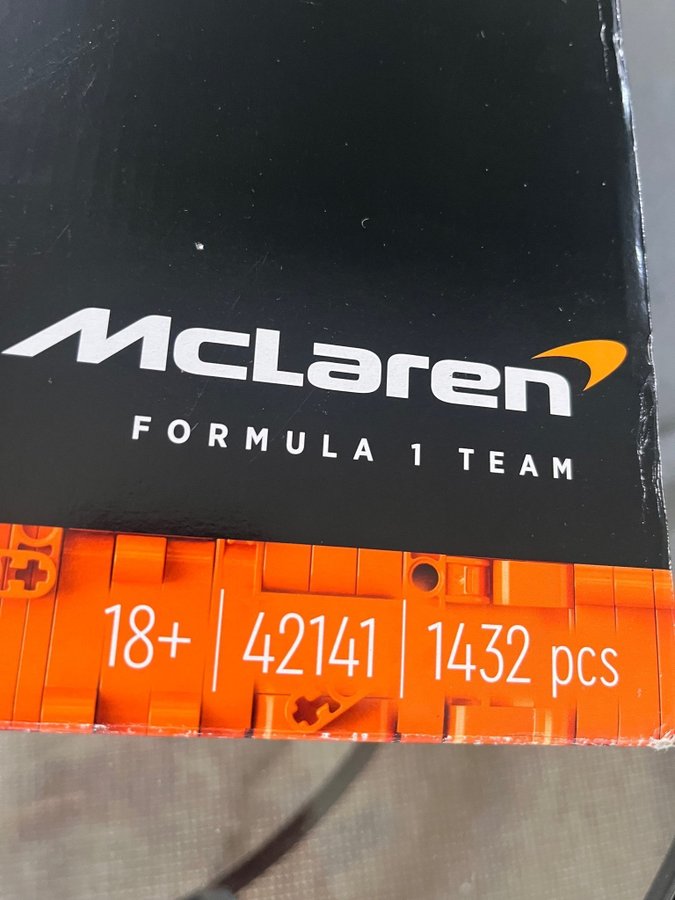 McLaren
FORMULA 1 TEAM
18+ | 42141 | 1432 pcs